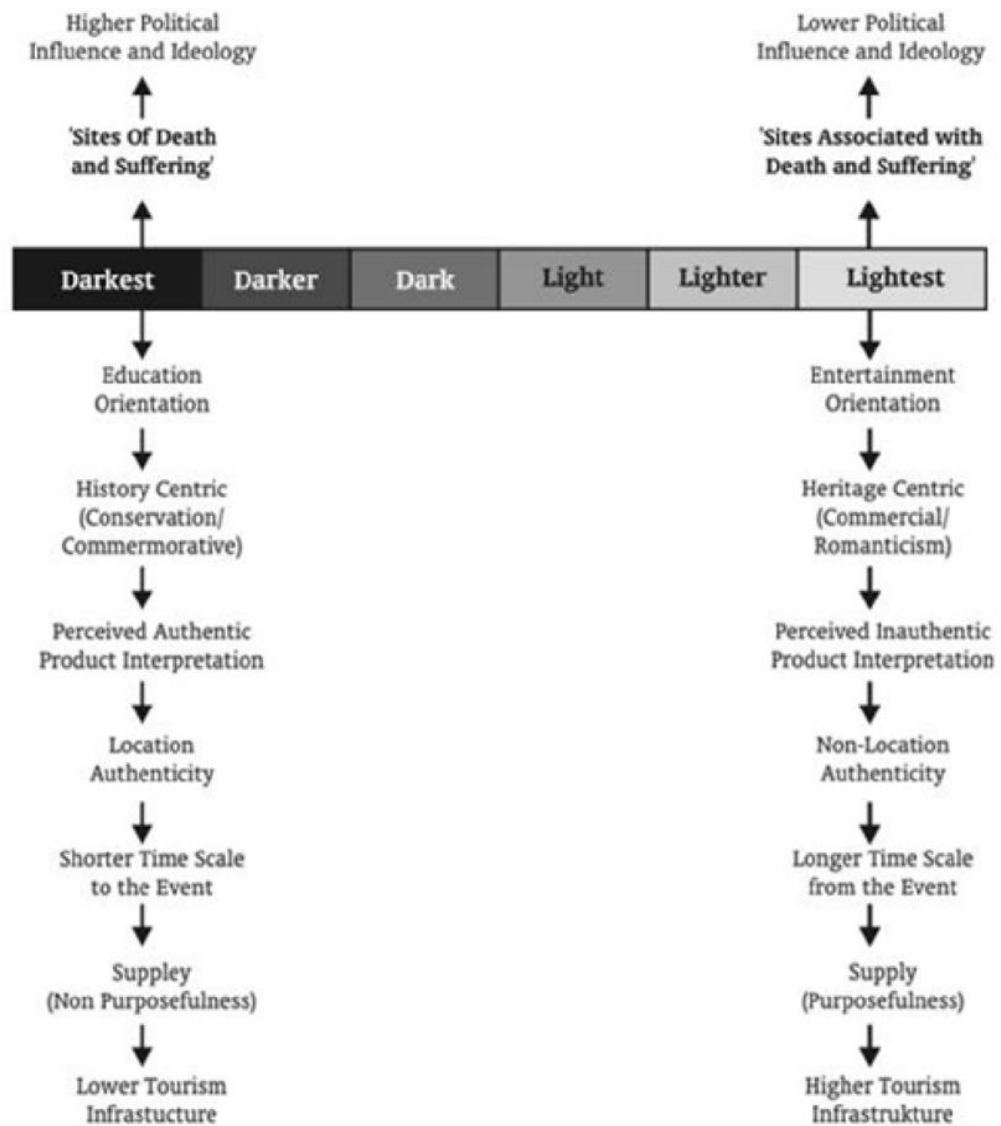 Higher Political
Influence and Ideology
Lower Political
Influence and Ideology
'Sites Of Death
and Suffering'
'Sites Associated with
Death and Suffering'
Darkest Darker Dark Light Lighter Lightest
Education
Orientation
Entertainment
Orientation
History Centric
(Conservation/
Commermorative)
Heritage Centric
(Commercial/
Romanticism)
Perceived Authentic
Product Interpretation
Perceived Inauthentic
Product Interpretation
Location
Authenticity
Non-Location
Authenticity
Shorter Time Scale
to the Event
Longer Time Scale
from the Event
Suppley
(Non Purposefulness)
Supply
(Purposefulness)
Lower Tourism
Infrastucture
Higher Tourism
Infrastrukture